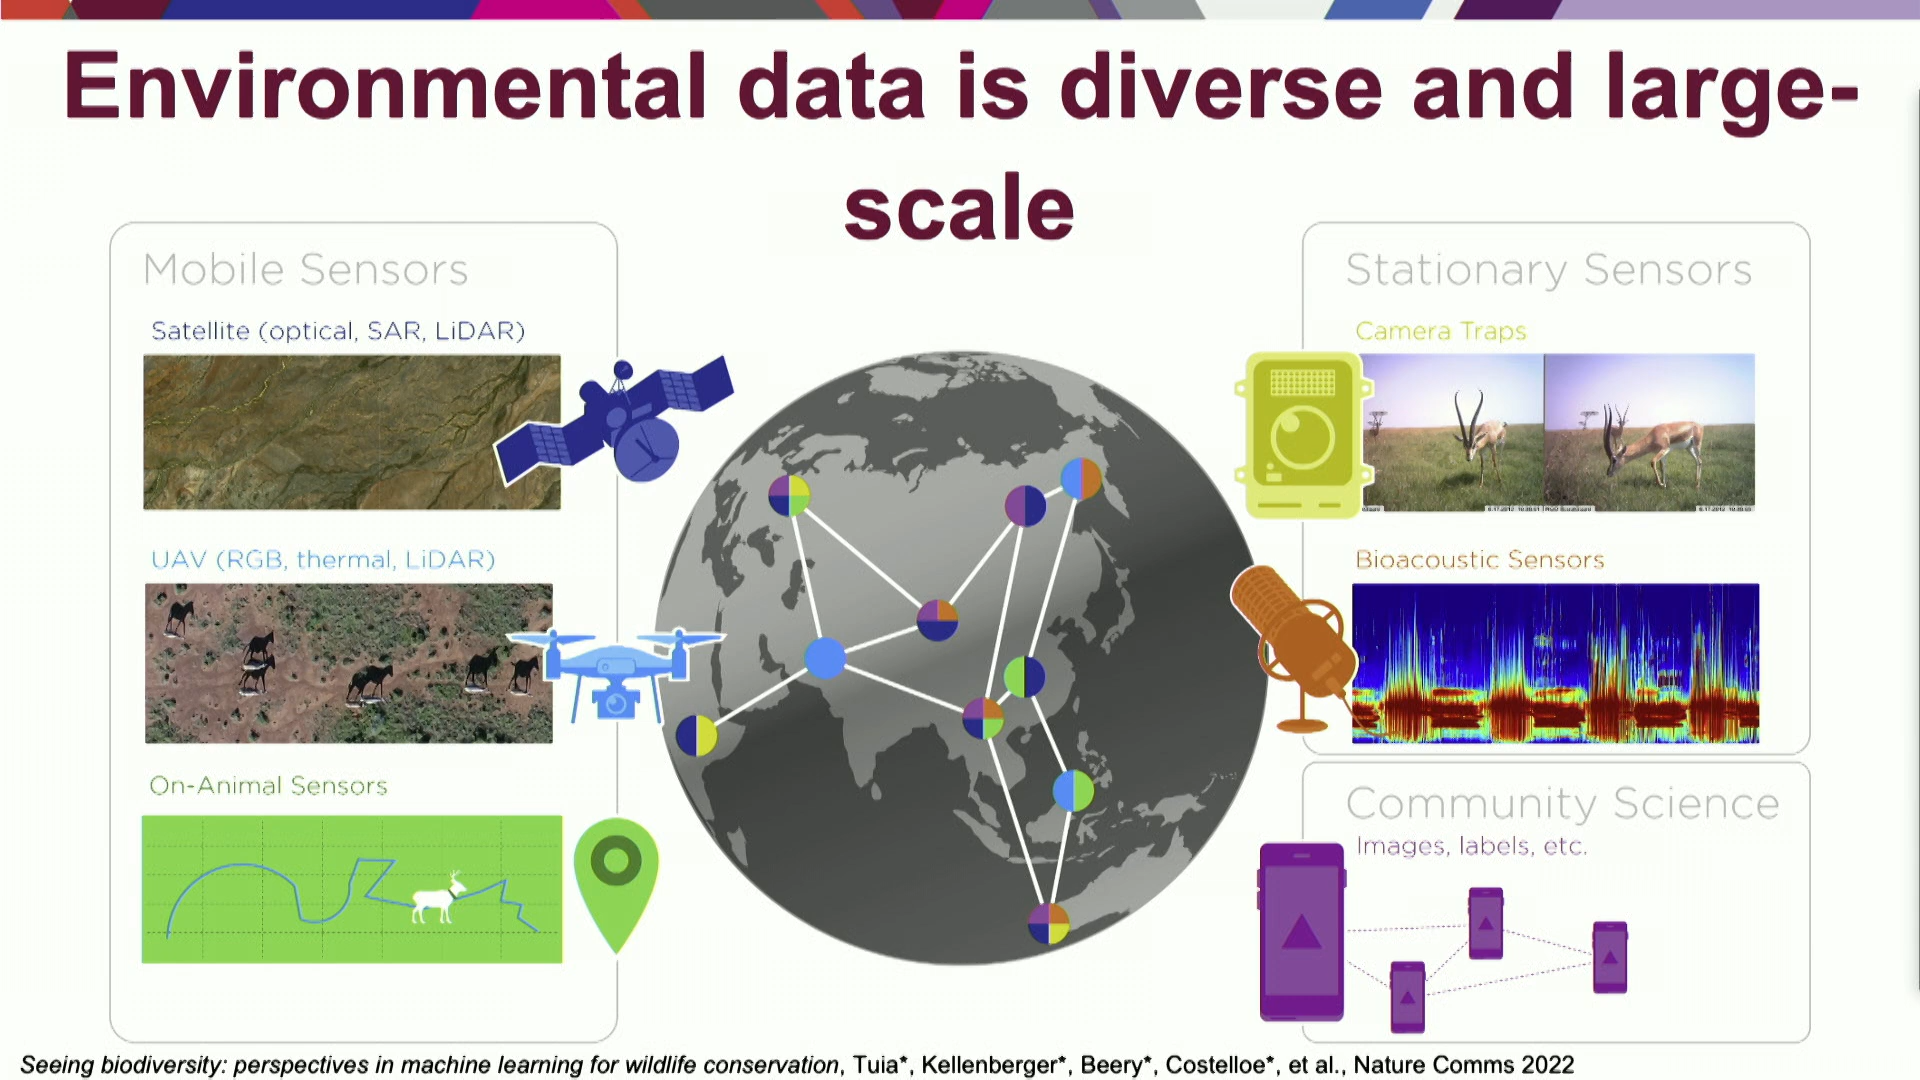 Environmental data is diverse and large-
scale
Mobile Sensors
Satellite (optical, SAR, LiDAR)
UAV (RGB, thermal, LiDAR)
On-Animal Sensors
Stationary Sensors
Camera Traps
Bioacoustic Sensors
Community Science
Images, labels, etc.
Seeing biodiversity: perspectives in machine learning for wildlife conservation, Tuia*, Kellenberger*, Beery*, Costelloe*, et al., Nature Comms 2022